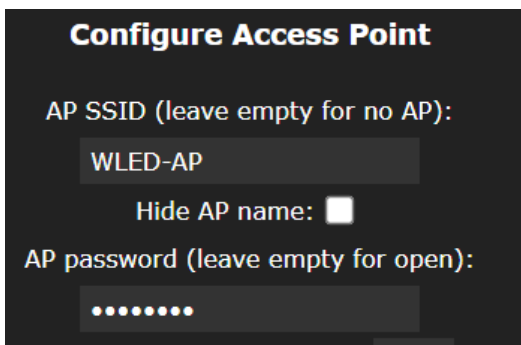 Configure Access Point
AP SSID (leave empty for no AP):
WLED-AP
Hide AP name:
AP password (leave empty for open):
••••••••